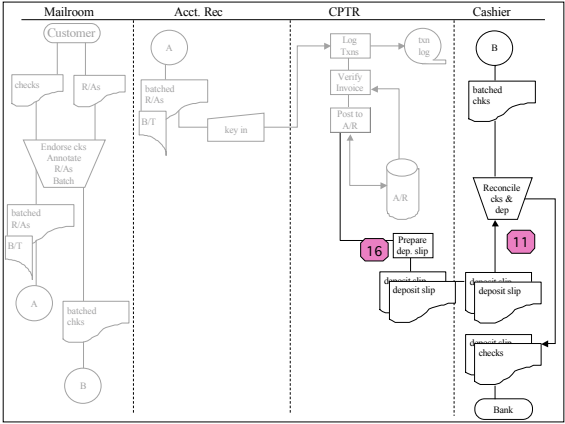 Mailroom
Acct. Rec
CPTR
Cashier
Customer
checks
R/As
Endorse cks
Annotate
R/As
Batch
batched
R/As
B/T
A
batched
chks
B
A
batched
R/As
B/T
key in
Log
Txns
txn
log
Verify
Invoice
Post to
A/R
A/R
16
Prepare
dep. slip
deposit slip
deposit slip
B
batched
chks
Reconcile
cks &
dep
11
deposit slip
deposit slip
deposit slip
checks
Bank